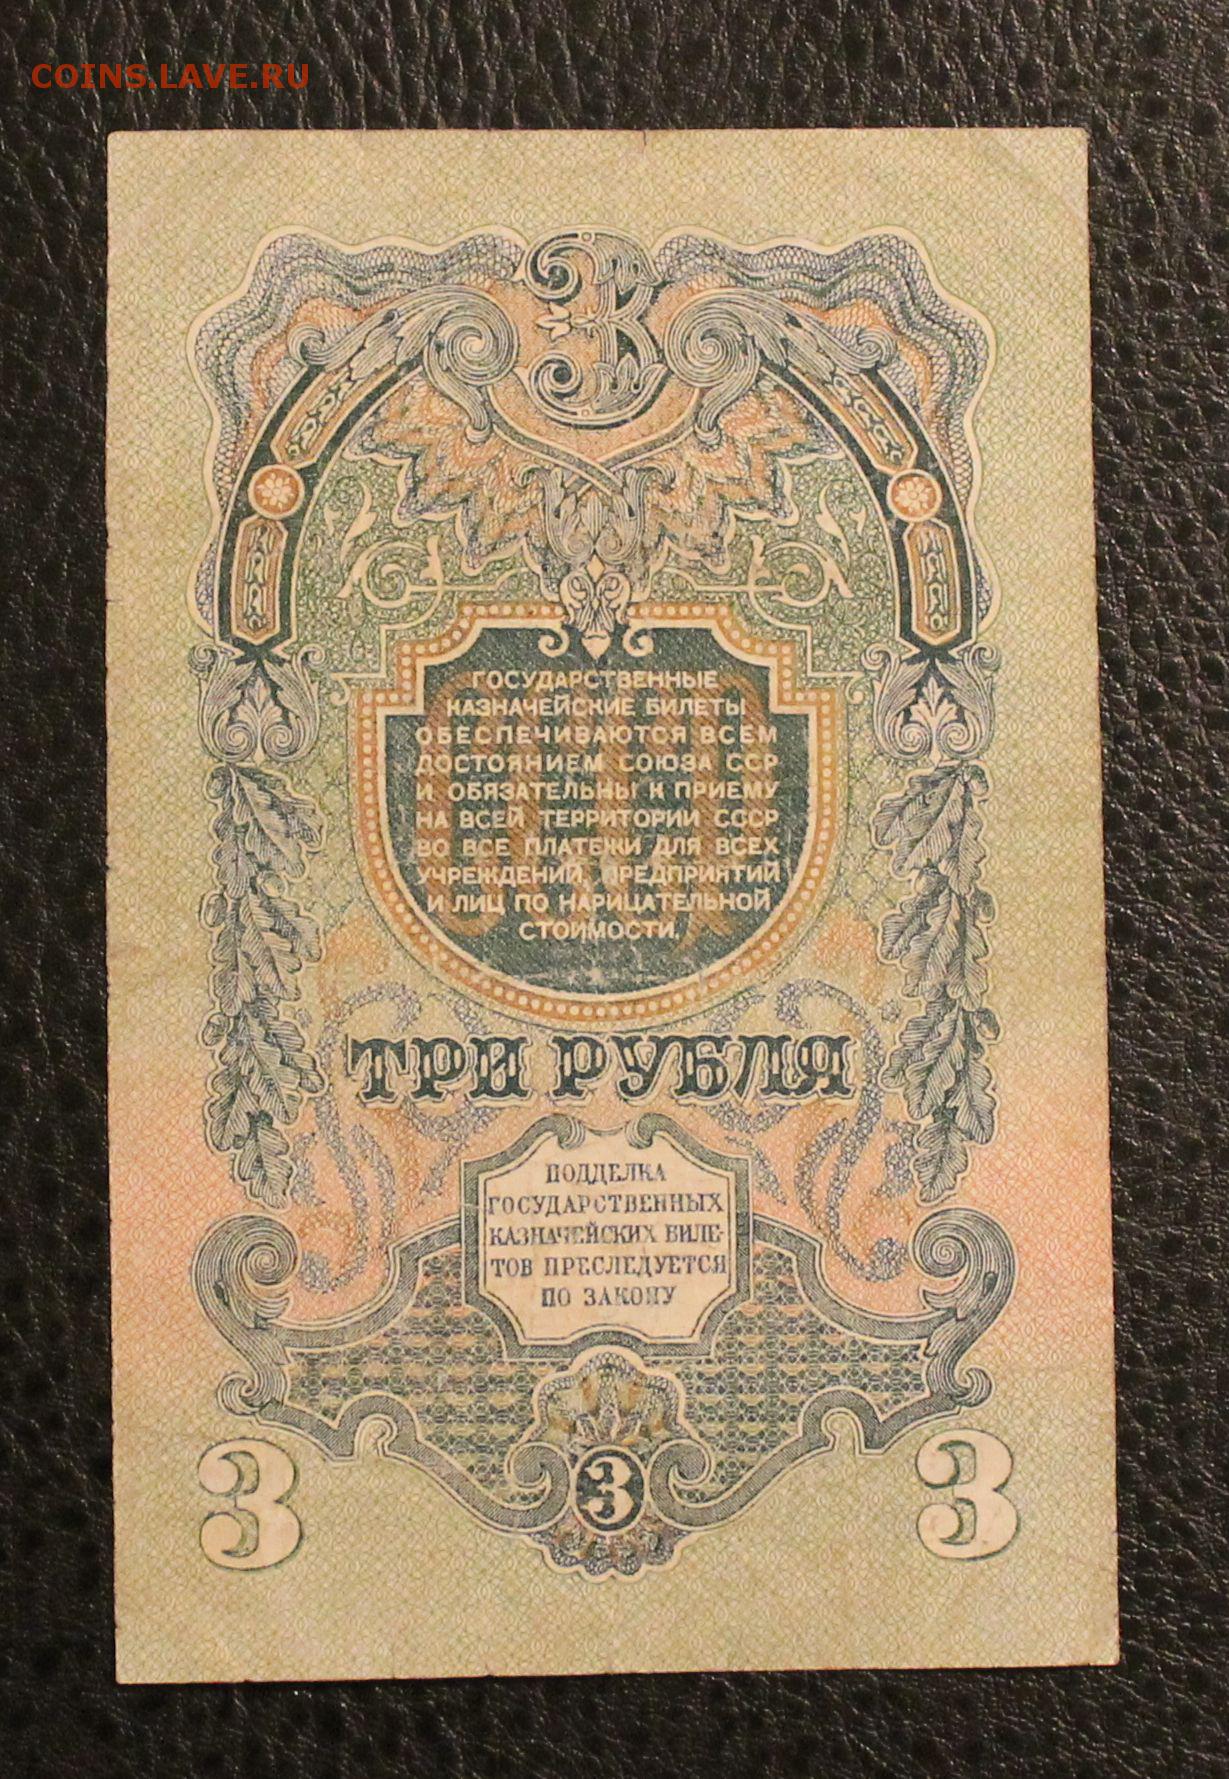 COINS.LAVE.RU
3
ГОСУДАРСТВЕННЫЕ
КАЗНАЧЕЙСКИЕ БИЛЕТЫ
ОБЕСПЕЧИВАЮТСЯ ВСЕМ
ДОСТОЯНИЕМ СОЮЗА ССР
И ОБЯЗАТЕЛЬНЫ К ПРИЕМУ
НА ВСЕЙ ТЕРРИТОРИИ СССР
ВО ВСЕ ПЛАТЕЖИ ДЛЯ ВСЕХ
УЧРЕЖДЕНИЙ, ПРЕДПРИЯТИЙ
И ЛИЦ ПО НАРИЦАТЕЛЬНОЙ
СТОИМОСТИ.
ТРИ РУБЛЯ
ПОДДЕЛКА
ГОСУДАРСТВЕННЫХ
КАЗНАЧЕЙСКИХ БИЛЕ-
ТОВ ПРЕСЛЕДУЕТСЯ
ПО ЗАКОНУ
3 3 3